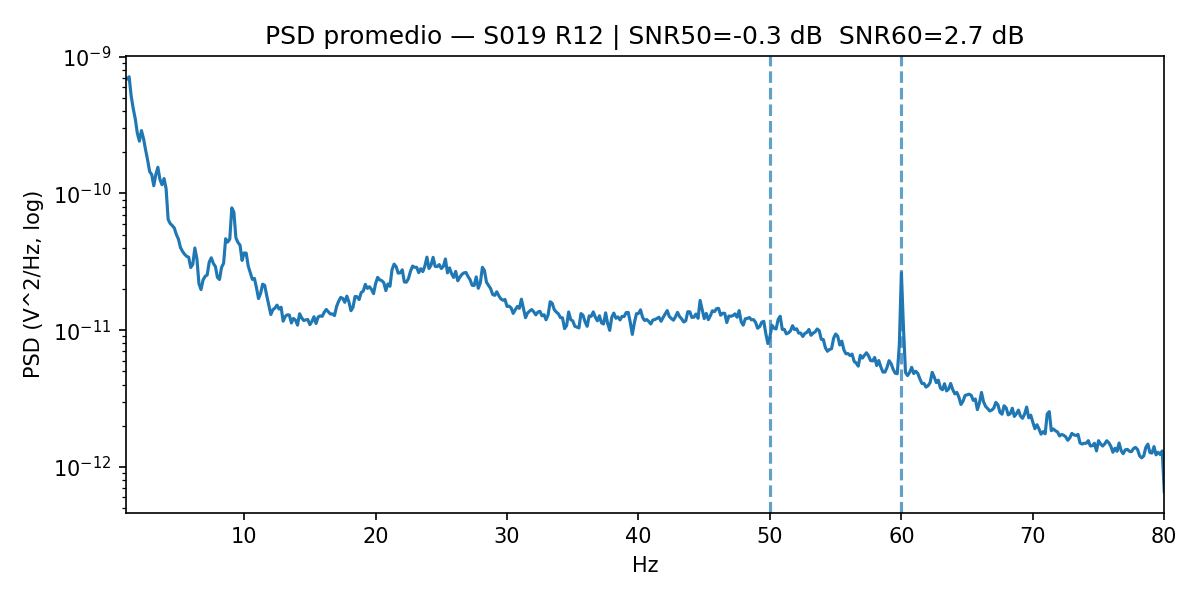 PSD promedio — S019 R12 | SNR50=-0.3 dB  SNR60=2.7 dB
PSD (V^2/Hz, log)
10⁻⁹
10⁻¹⁰
10⁻¹¹
10⁻¹²
10 20 30 40 50 60 70 80
Hz